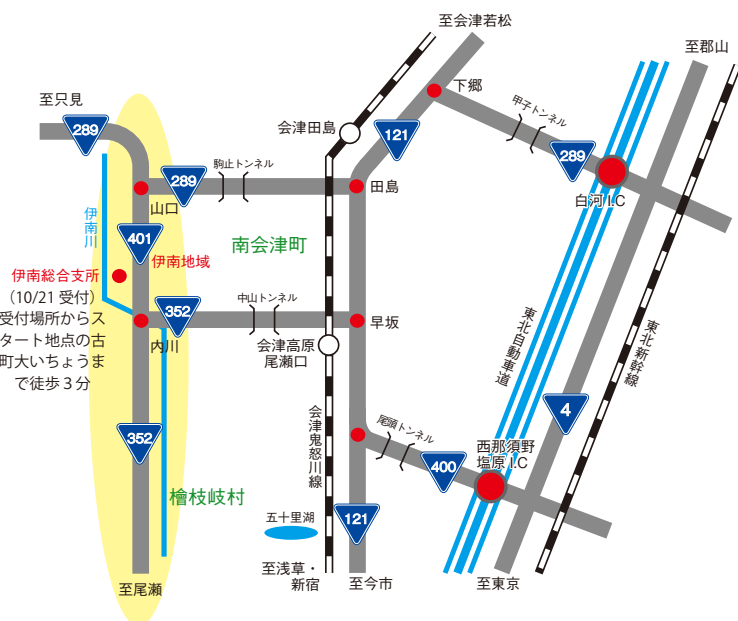 至会津若松
至郡山
至只見
下郷
甲子トンネル
会津田島
289
121
289
駒止トンネル
289
白河I.C
山口
田島
伊南川
401
南会津町
伊南地域
伊南総合支所
（10/21 受付）
受付場所からス
タート地点の古
町大いちょうま
で徒歩３分
352
中山トンネル
内川
早坂
会津高原
尾瀬口
東北自動車道
東北新幹線
4
352
会津鬼怒川線
尾頭トンネル
西那須野
塩原I.C
400
檜枝岐村
五十里湖
121
至尾瀬
至浅草・
新宿
至今市
至東京